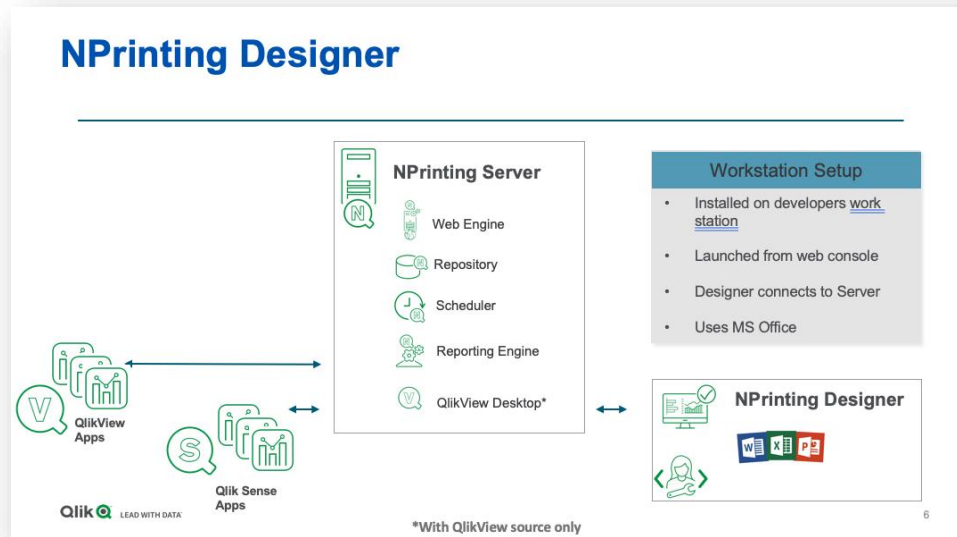 NPrinting Designer
NPrinting Server
N
Web Engine
Repository
Scheduler
Reporting Engine
V
QlikView Desktop*
Workstation Setup
• Installed on developers work
station
• Launched from web console
• Designer connects to Server
• Uses MS Office
V
QlikView
Apps
S
Qlik Sense
Apps
NPrinting Designer
W X P
Qlik LEAD WITH DATA
*With QlikView source only
6